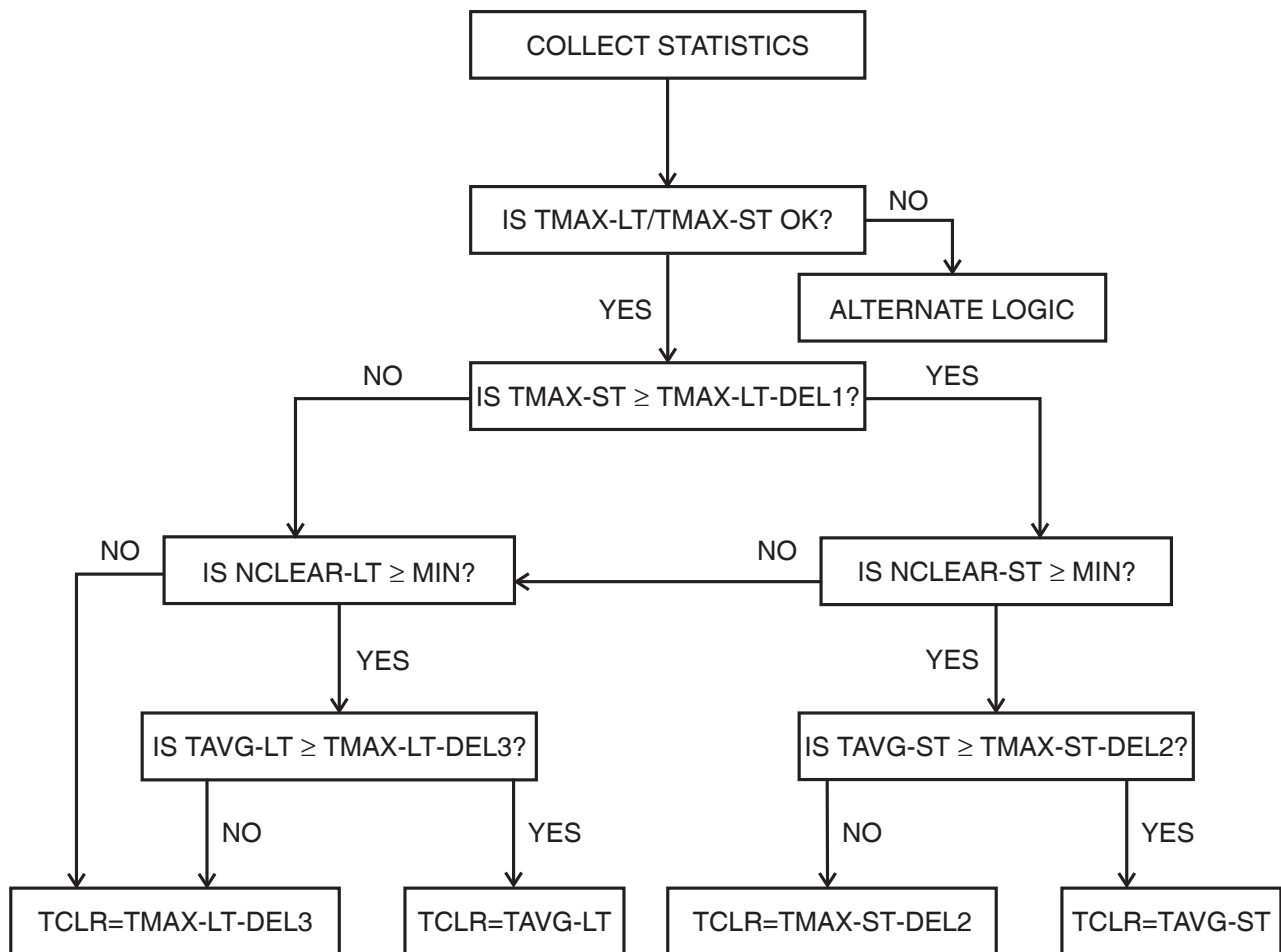 COLLECT STATISTICS
IS TMAX-LT/TMAX-ST OK?
NO
YES
ALTERNATE LOGIC
NO
IS TMAX-ST ≥ TMAX-LT-DEL1?
YES
NO
IS NCLEAR-LT ≥ MIN?
NO
IS NCLEAR-ST ≥ MIN?
YES
YES
IS TAVG-LT ≥ TMAX-LT-DEL3?
IS TAVG-ST ≥ TMAX-ST-DEL2?
NO
YES
NO
YES
TCLR=TMAX-LT-DEL3
TCLR=TAVG-LT
TCLR=TMAX-ST-DEL2
TCLR=TAVG-ST